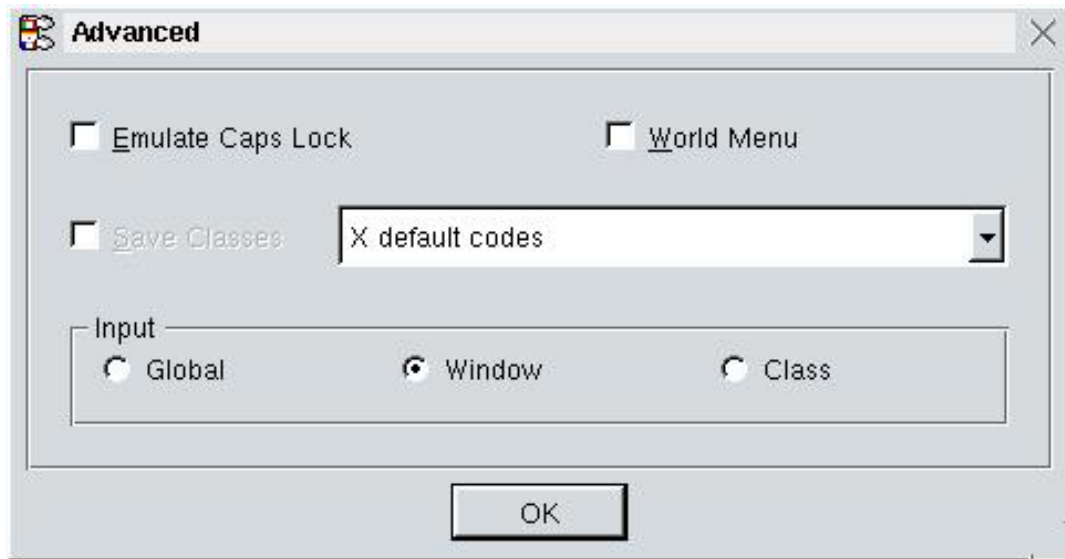 Advanced
Emulate Caps Lock
World Menu
Save Classes
X default codes
Input
Global
Window
Class
OK